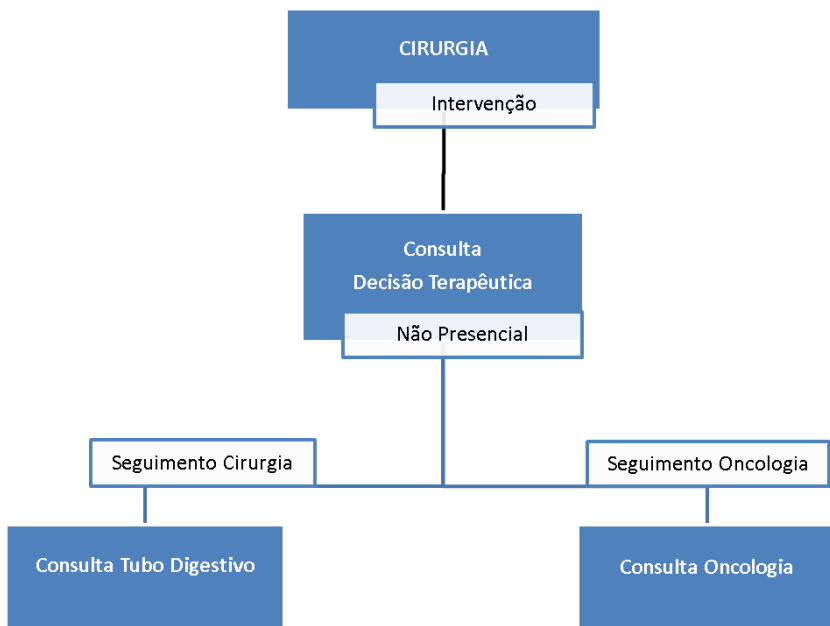 CIRURGIA
Intervenção
Consulta
Decisão Terapêutica
Não Presencial
Seguimento Cirurgia
Seguimento Oncologia
Consulta Tubo Digestivo
Consulta Oncologia